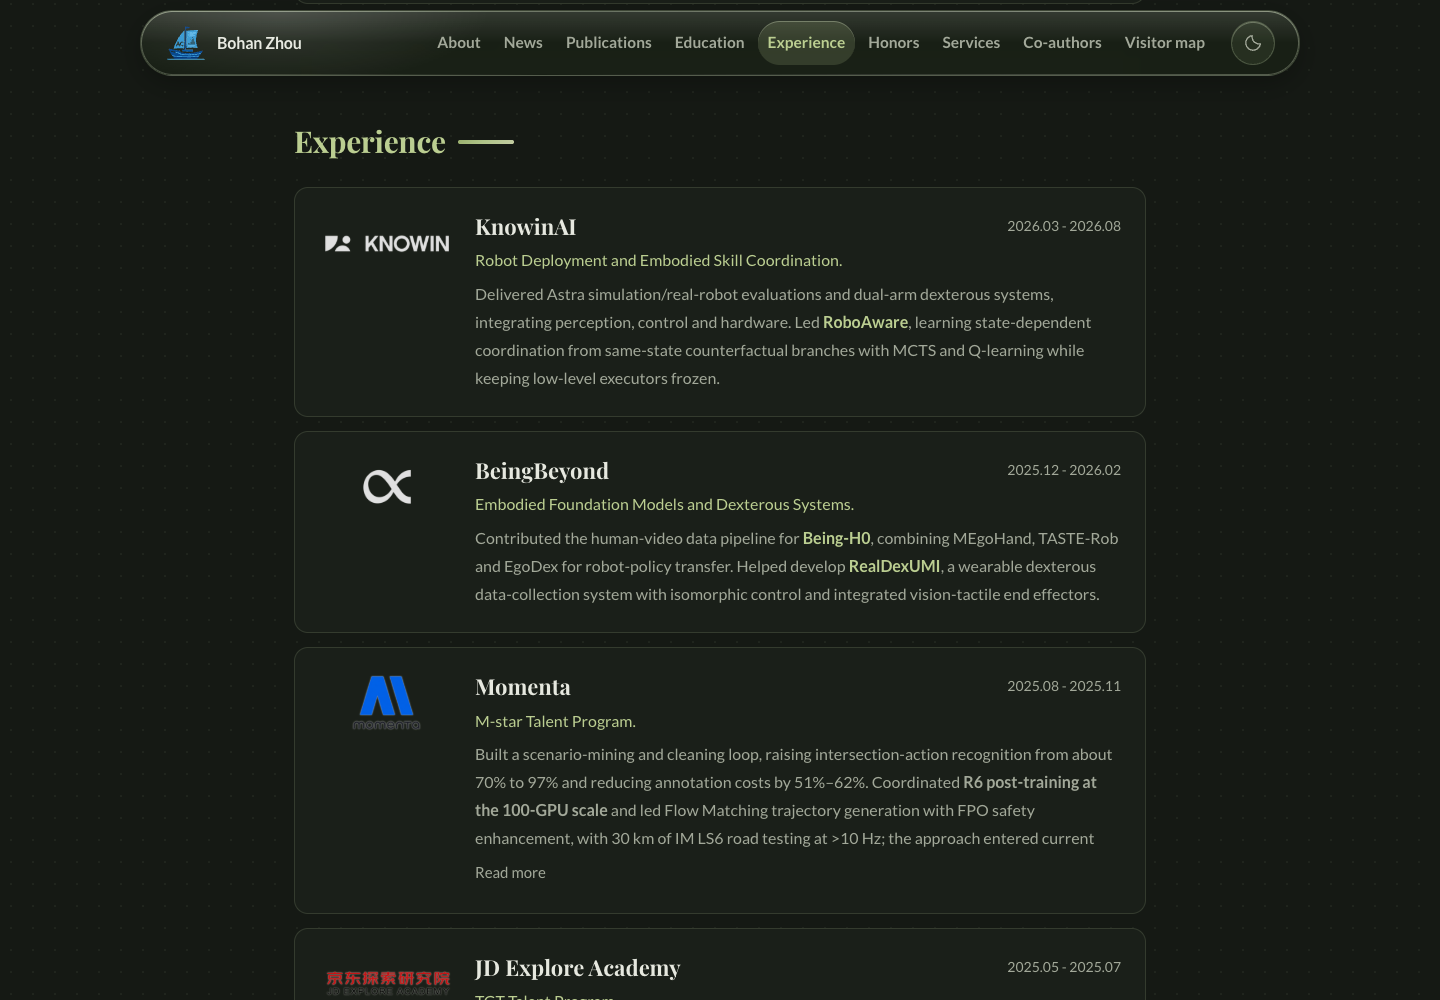 Bohan Zhou
About
News
Publications
Education
Experience
Honors
Services
Co-authors
Visitor map
Experience
KNOWIN
KnowinAI
2026.03 - 2026.08
Robot Deployment and Embodied Skill Coordination.
Delivered Astra simulation/real-robot evaluations and dual-arm dexterous systems,
integrating perception, control and hardware. Led RoboAware, learning state-dependent
coordination from same-state counterfactual branches with MCTS and Q-learning while
keeping low-level executors frozen.
BeingBeyond
2025.12 - 2026.02
Embodied Foundation Models and Dexterous Systems.
Contributed the human-video data pipeline for Being-H0, combining MEgoHand, TASTE-Rob
and EgoDex for robot-policy transfer. Helped develop RealDexUMI, a wearable dexterous
data-collection system with isomorphic control and integrated vision-tactile end effectors.
momenta
Momenta
2025.08 - 2025.11
M-star Talent Program.
Built a scenario-mining and cleaning loop, raising intersection-action recognition from about
70% to 97% and reducing annotation costs by 51%–62%. Coordinated R6 post-training at
the 100-GPU scale and led Flow Matching trajectory generation with FPO safety
enhancement, with 30 km of IM LS6 road testing at >10 Hz; the approach entered current
Read more
京东探索研究院
JD EXPLORE ACADEMY
JD Explore Academy
2025.05 - 2025.07
TGT Talent Program.